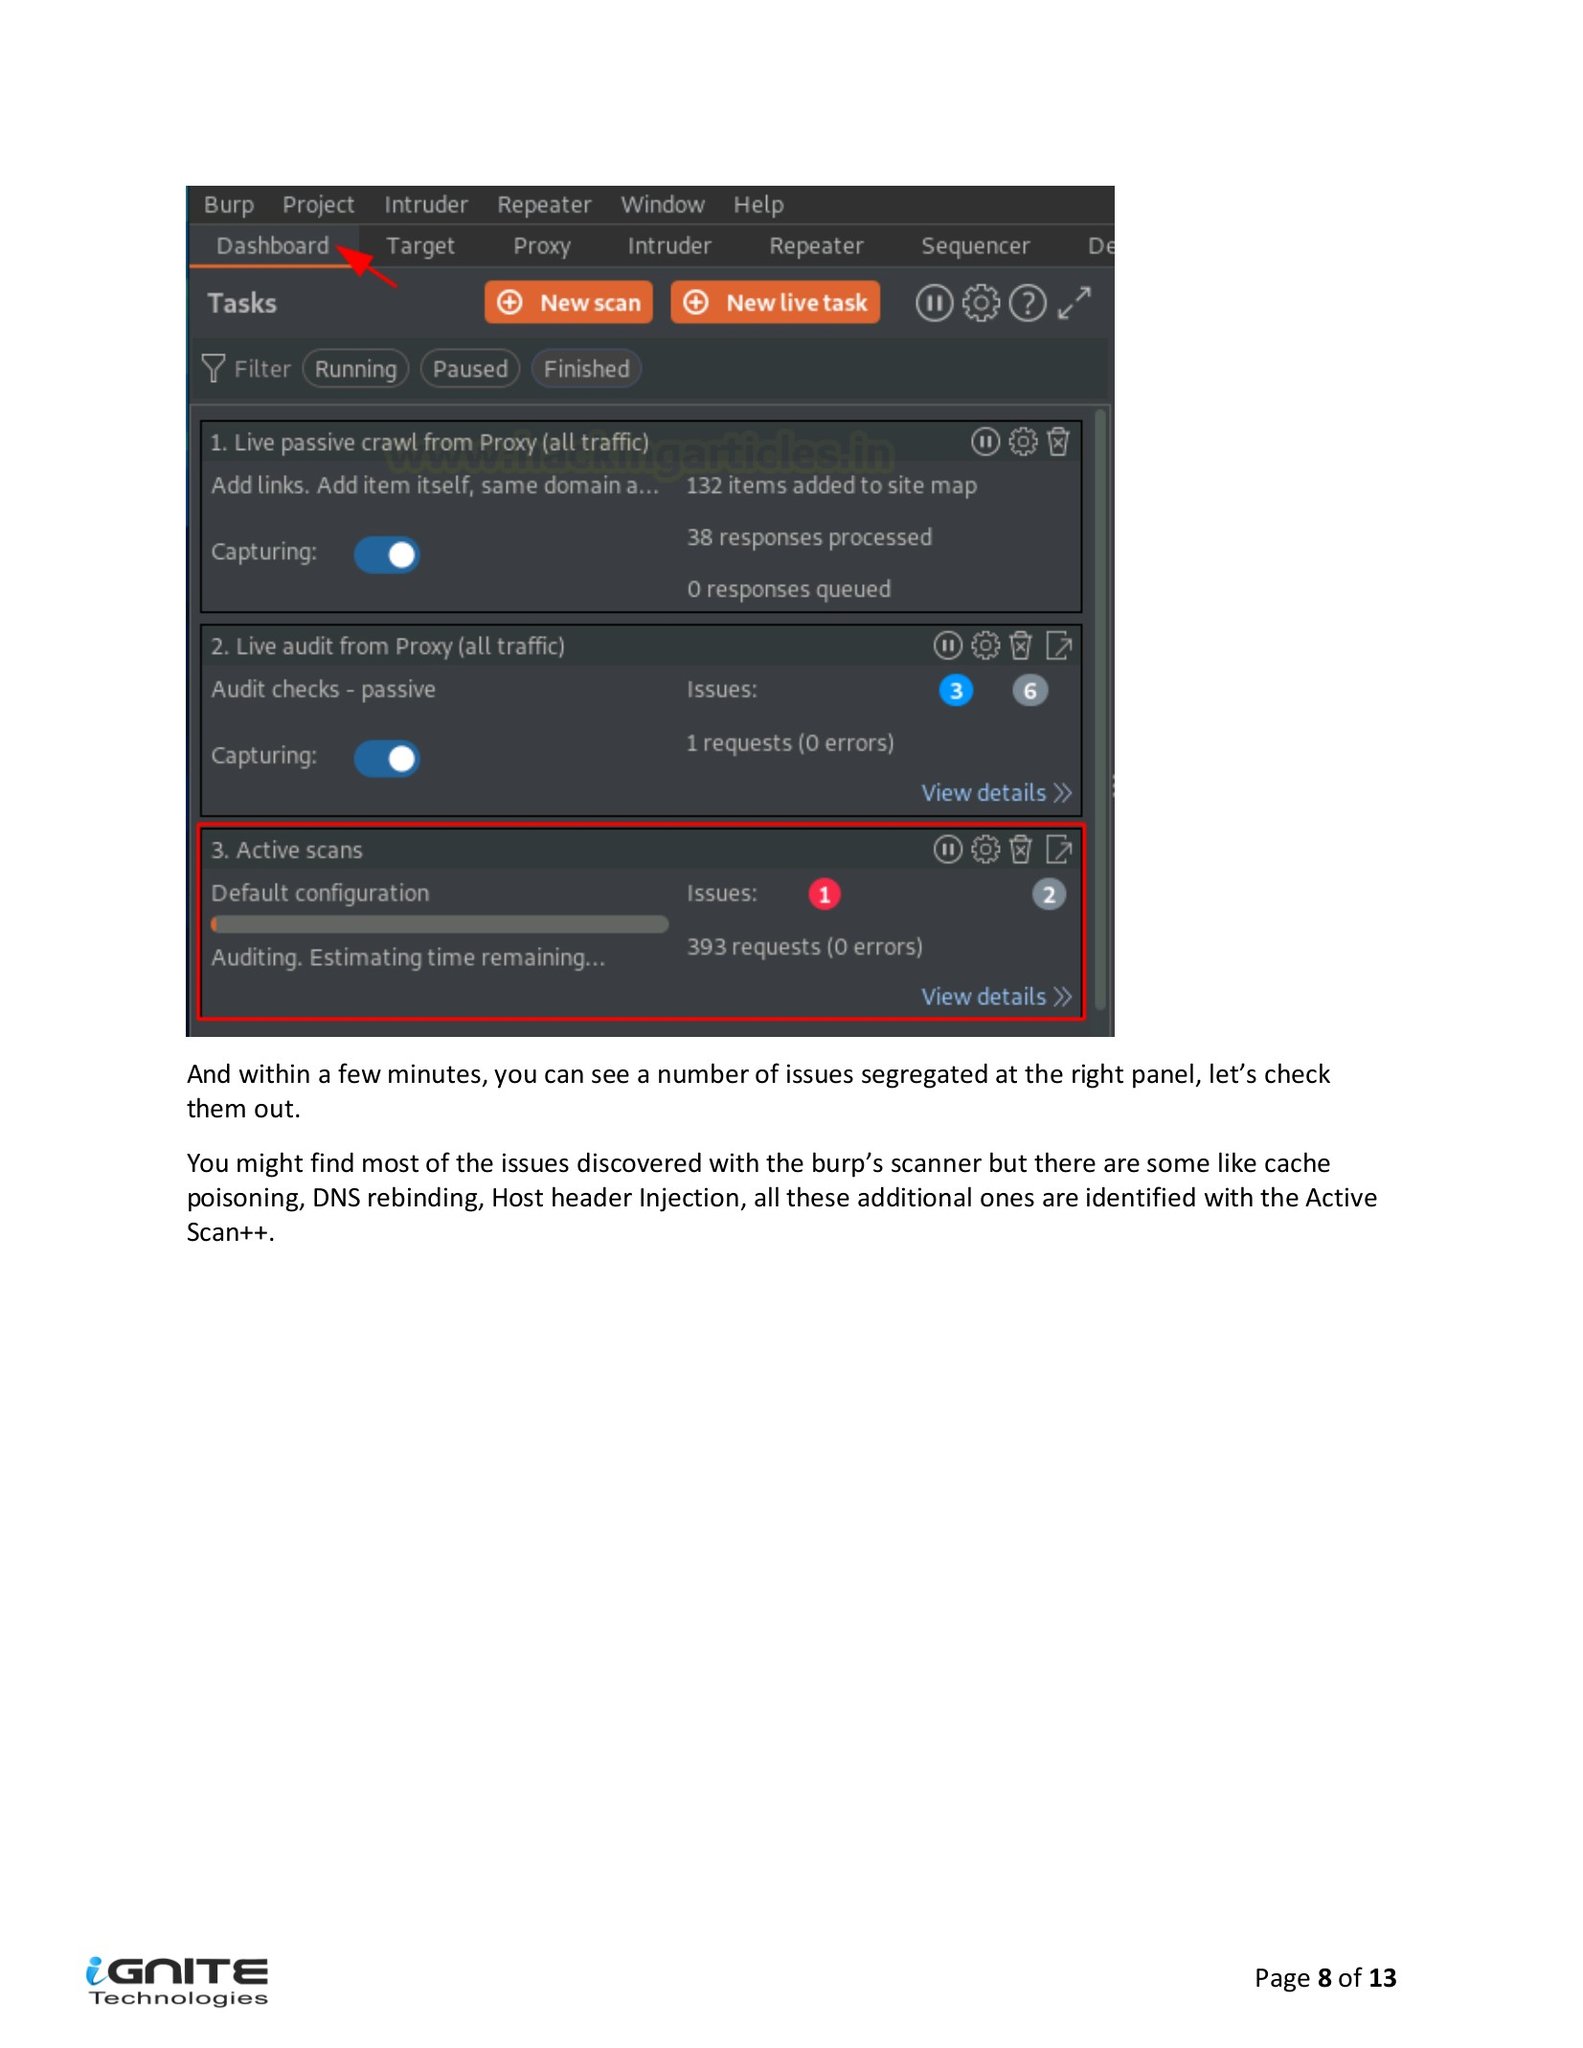 Burp Project Intruder Repeater Window Help
Dashboard Target Proxy Intruder Repeater Sequencer De
Tasks New scan New live task
Filter Running Paused Finished
1. Live passive crawl from Proxy (all traffic)
www.hackingarticles.in
Add links. Add item itself, same domain a... 132 items added to site map
38 responses processed
Capturing:
0 responses queued
2. Live audit from Proxy (all traffic)
Audit checks - passive Issues: 3 6
1 requests (0 errors)
Capturing:
View details
3. Active scans
Default configuration Issues: 1 2
393 requests (0 errors)
Auditing. Estimating time remaining...
View details
And within a few minutes, you can see a number of issues segregated at the right panel, let’s check
them out.
You might find most of the issues discovered with the burp’s scanner but there are some like cache
poisoning, DNS rebinding, Host header Injection, all these additional ones are identified with the Active
Scan++.
iGNITE
Technologies
Page 8 of 13